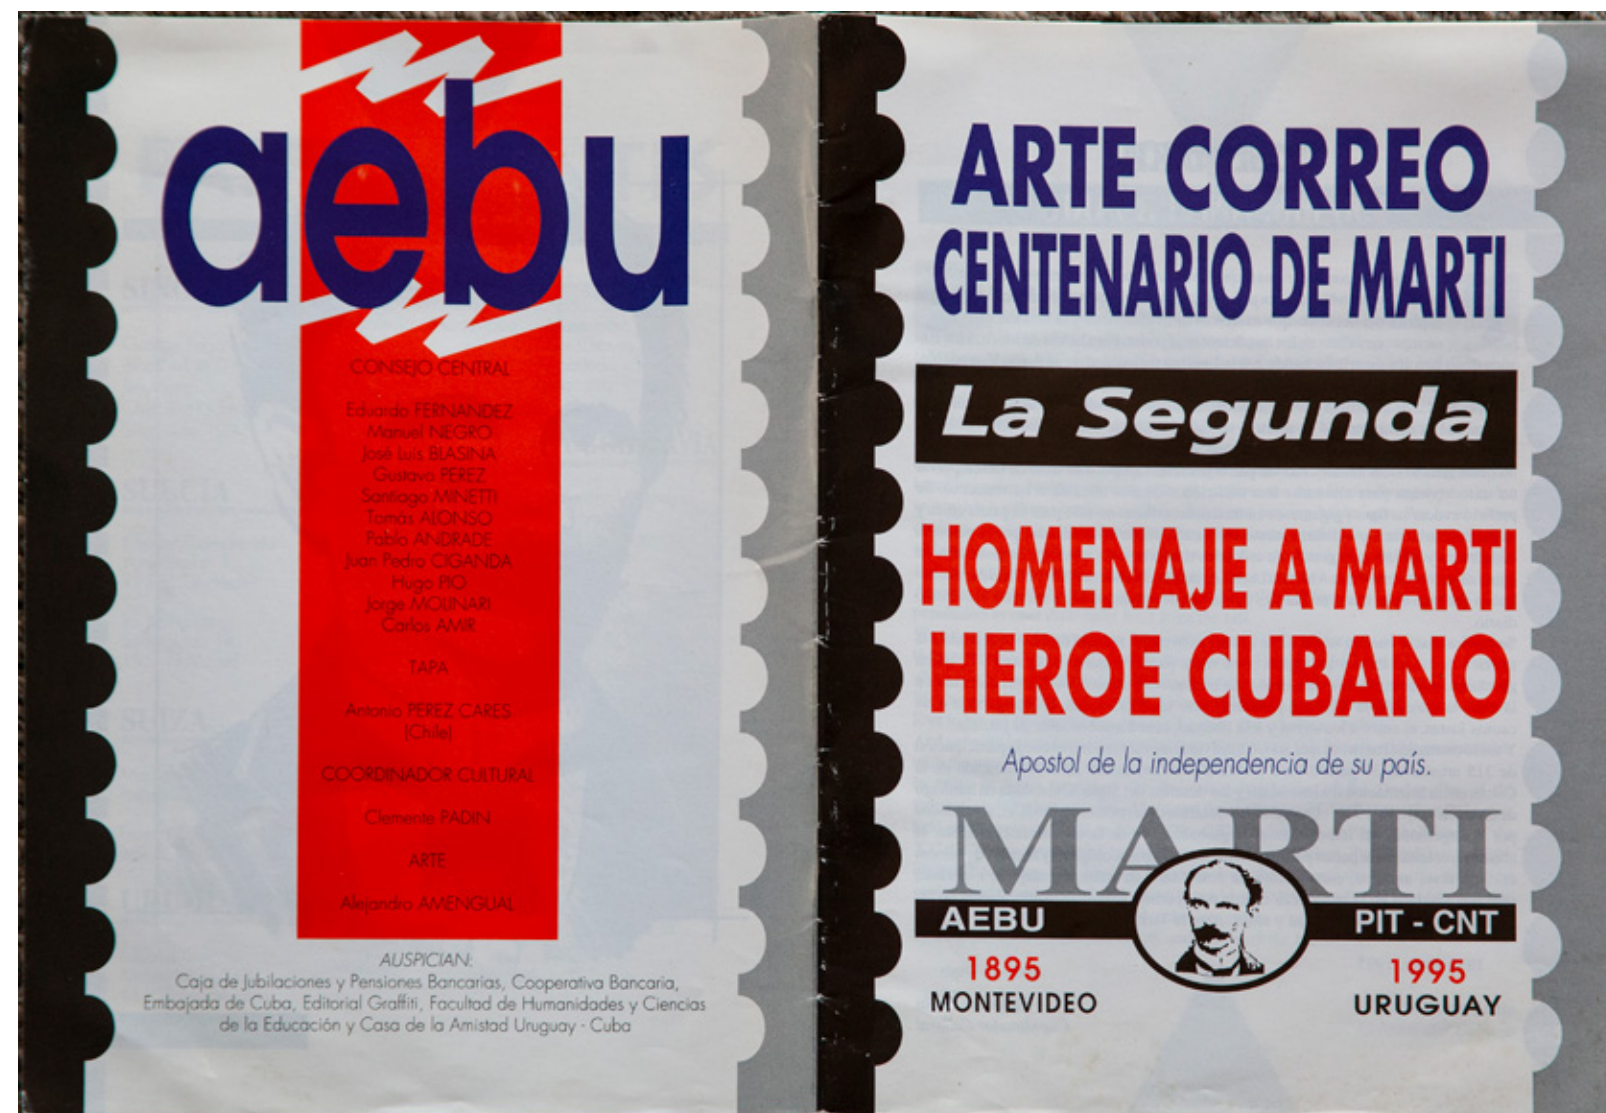 aebu
CONSEJO CENTRAL
Eduardo FERNANDEZ
Manuel NEGRO
José Luis BLASINA
Gustavo PEREZ
Santiago MINETTI
Tomás ALONSO
Pablo ANDRADE
Juan Pedro CIGANDA
Hugo PIO
Jorge MOLINARI
Carlos AMIR
TAPA
Antonio PEREZ CARES
(Chile)
COORDINADOR CULTURAL
Clemente PADIN
ARTE
Alejandro AMENGUAL
AUSPICIAN:
Caja de Jubilaciones y Pensiones Bancarias, Cooperativa Bancaria,
Embajada de Cuba, Editorial Graffiti, Facultad de Humanidades y Ciencias
de la Educación y Casa de la Amistad Uruguay - Cuba
ARTE CORREO
CENTENARIO DE MARTI
La Segunda
HOMENAJE A MARTI
HEROE CUBANO
Apostol de la independencia de su país.
MARTI
AEBU PIT - CNT
1895 1995
MONTEVIDEO URUGUAY